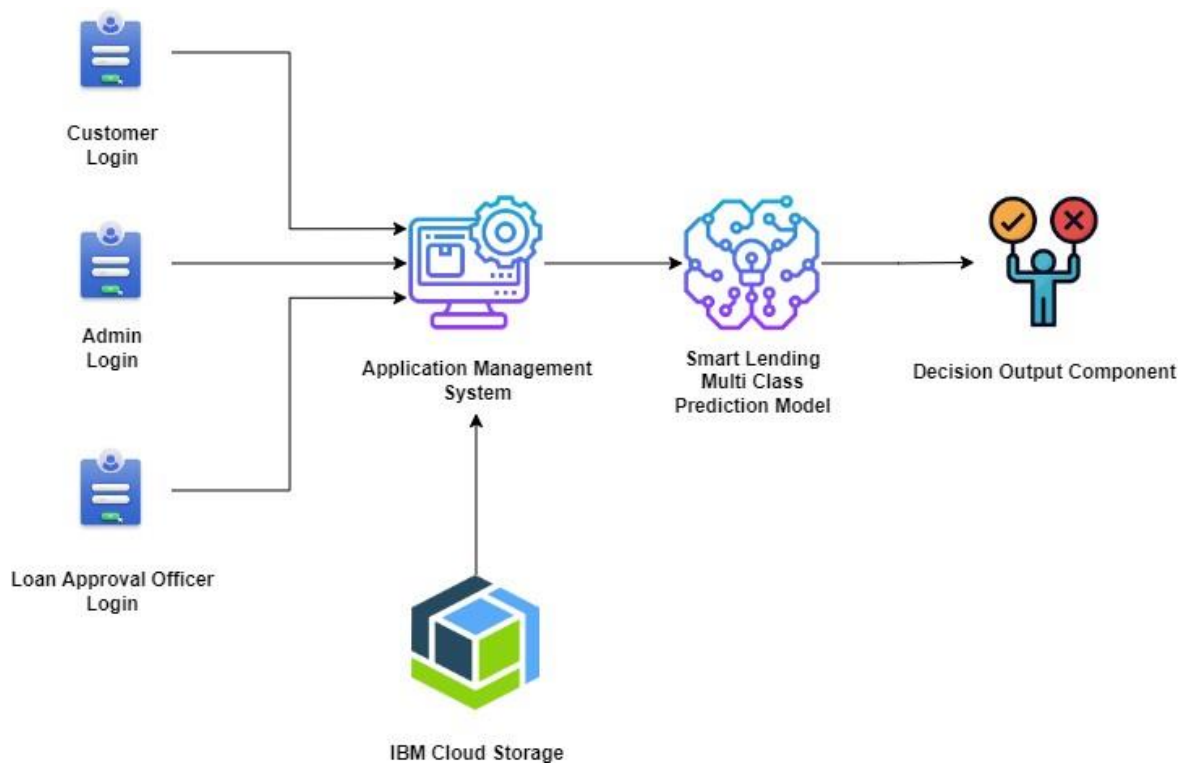 Customer
Login
Admin
Login
Loan Approval Officer
Login
Application Management
System
Smart Lending
Multi Class
Prediction Model
Decision Output Component
IBM Cloud Storage